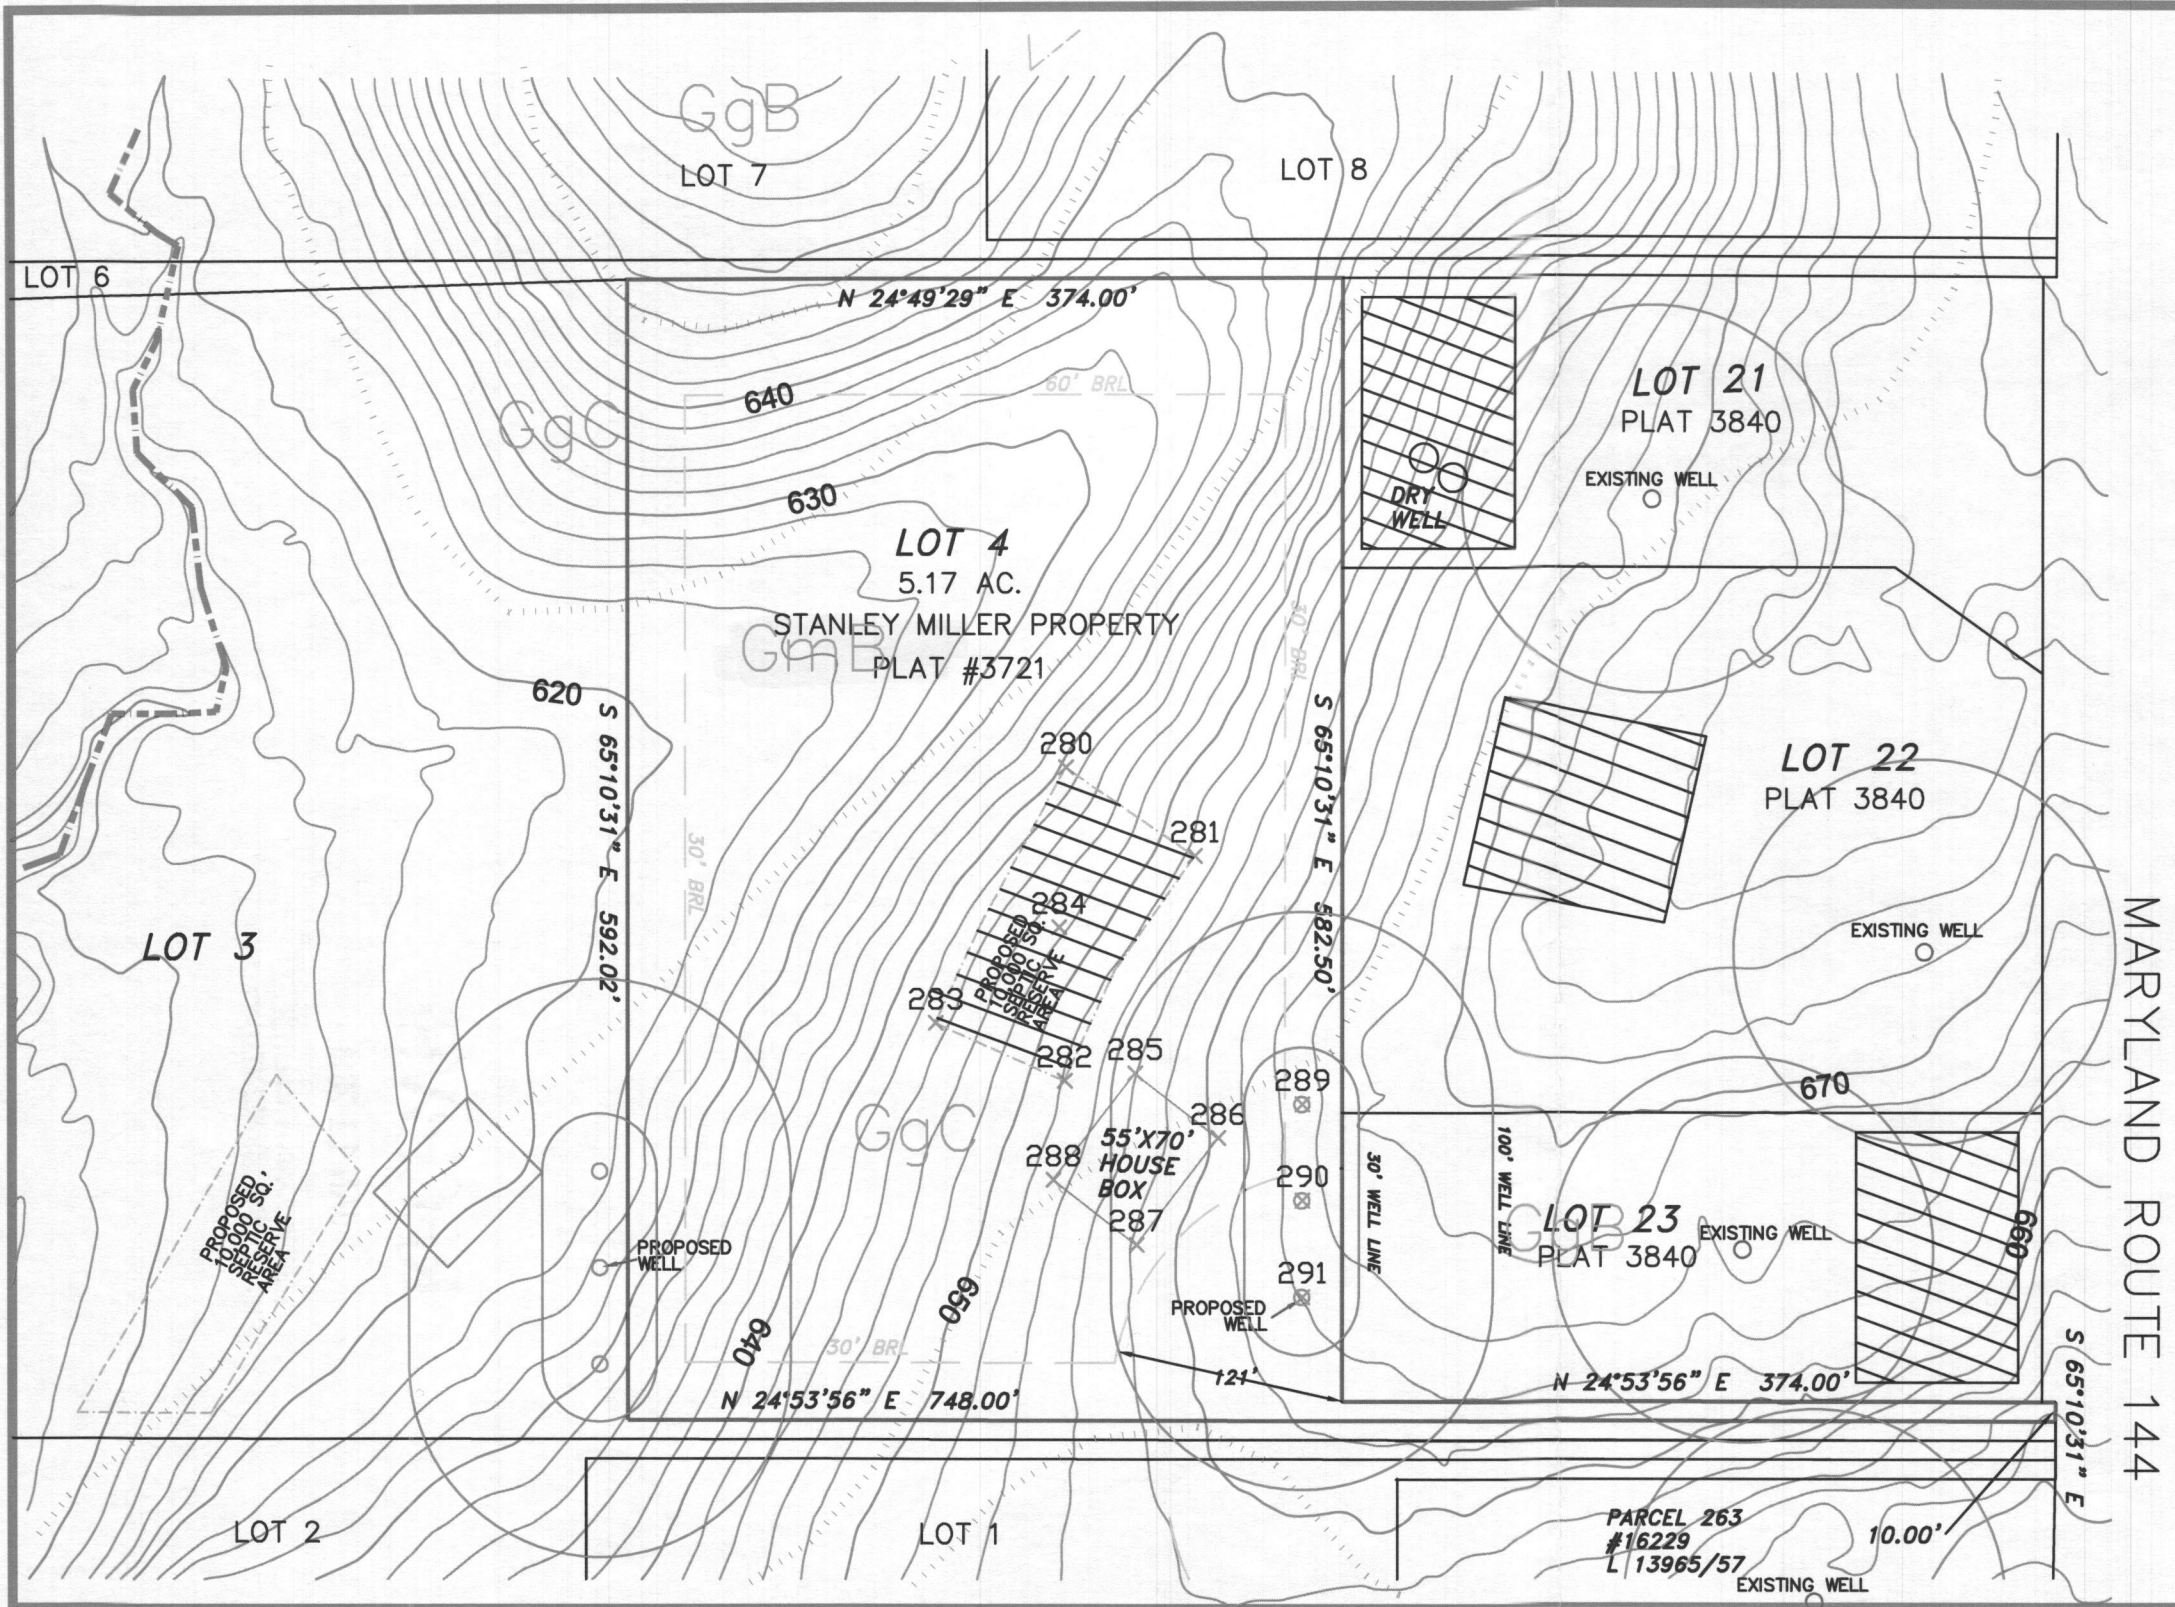 GgB
LOT 7
LOT 8
LOT 6
N 24°49'29" E 374.00'
60' BRL
640
GgC
630
LOT 4
5.17 AC.
STANLEY MILLER PROPERTY
GmB
PLAT #3721
LOT 21
PLAT 3840
EXISTING WELL
DRY
WELL
30' BRL
620
S 65°10'31" E 592.02'
S 65°10'31" E 582.50'
30' BRL
280
281
284
283
282
PROPOSED
10,000 SQ.
SEPTIC
RESERVE
AREA
LOT 22
PLAT 3840
EXISTING WELL
LOT 3
MARYLAND ROUTE 144
670
285
286
288
287
55'X70'
HOUSE
BOX
289
290
291
GgC
30' WELL LINE
100' WELL LINE
LOT 23
GgB
PLAT 3840
EXISTING WELL
660
PROPOSED
10,000 SQ.
SEPTIC
RESERVE
AREA
PROPOSED
WELL
PROPOSED
WELL
650
640
30' BRL
121'
N 24°53'56" E 748.00'
N 24°53'56" E 374.00'
S 65°10'31" E
10.00'
LOT 2
LOT 1
PARCEL 263
#16229
L 13965/57
EXISTING WELL